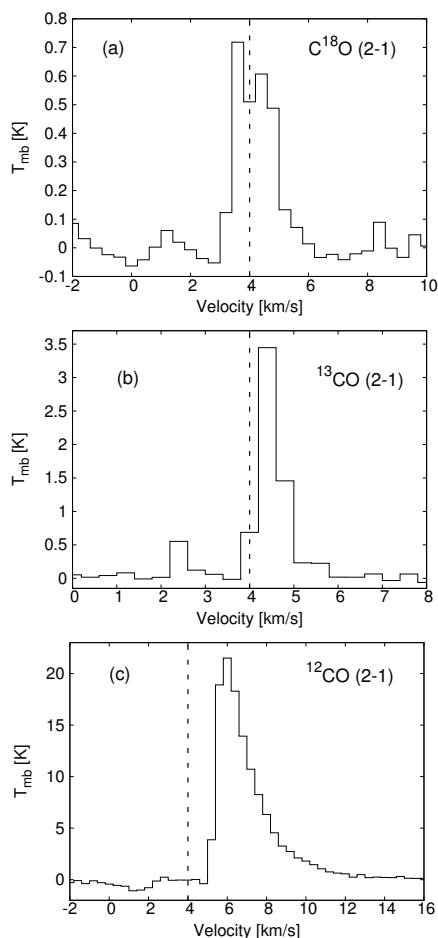 0.8
0.7
0.6
0.5
0.4
0.3
0.2
0.1
0
-0.1
T_mb [K]
(a)
C¹⁸O (2-1)
-2 0 2 4 6 8 10
Velocity [km/s]
3.5
3
2.5
2
1.5
1
0.5
0
T_mb [K]
(b)
¹³CO (2-1)
0 1 2 3 4 5 6 7 8
Velocity [km/s]
20
15
10
5
0
T_mb [K]
(c)
¹²CO (2-1)
-2 0 2 4 6 8 10 12 14 16
Velocity [km/s]